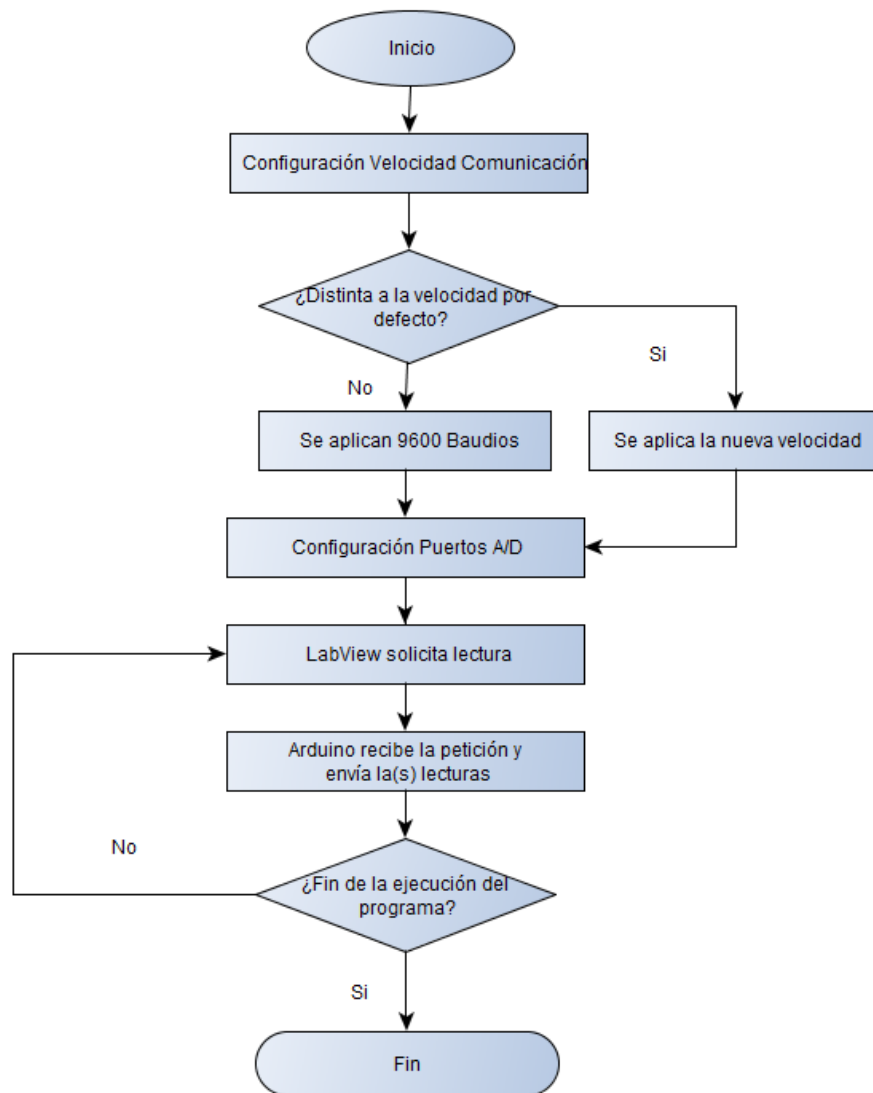 Inicio
Configuración Velocidad Comunicación
¿Distinta a la velocidad por
defecto?
Si
No
Se aplican 9600 Baudios
Se aplica la nueva velocidad
Configuración Puertos A/D
LabView solicita lectura
Arduino recibe la petición y
envía la(s) lecturas
No
¿Fin de la ejecución del
programa?
Si
Fin